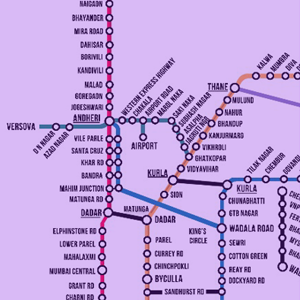 NAIGAON
BHAYANDER
MIRA ROAD
DAHISAR
BORIVILI
KANDIVILI
MALAD
GOREGAON
JOGESHWARI
ANDHERI
VERSOVA
D N NAGAR
AZAD NAGAR
WESTERN EXPRESS HIGHWAY
CHAKALA
AIRPORT ROAD
MAROL NAKA
SAKI NAKA
SUBHASH NAGAR
ASALPHA
JAGRUTI NGR
AIRPORT
VILE PARLE
SANTA CRUZ
KHAR RD
BANDRA
MAHIM JUNCTION
MATUNGA RD
DADAR
MATUNGA
DADAR
ELPHINSTONE RD
LOWER PAREL
MAHALAXMI
MUMBAI CENTRAL
GRANT RD
CHARNI RD
THANE
KALWA
MUMBRA
DIVA
MULUND
NAHUR
BHANDUP
KANJURMARG
VIKHROLI
GHATKOPAR
VIDYAVIHAR
KURLA
SION
KURLA
TILAK NAGAR
CHEMBUR
GOVAND
CHUNABHATTI
GTB NAGAR
WADALA ROAD
KING'S
CIRCLE
SEWRI
COTTON GREEN
REAY RD
DOCKYARD RD
PAREL
CURREY RD
CHINCHPOKLI
BYCULLA
SANDHURST RD